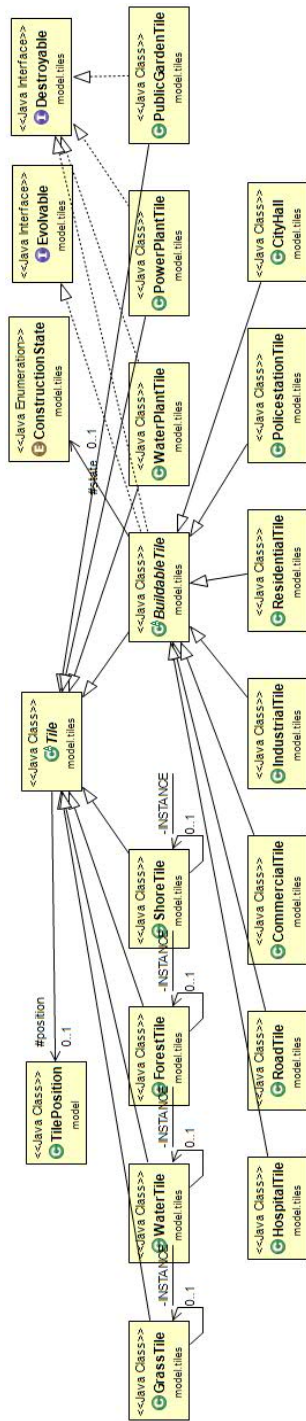 <<Java Interface>>
Destroyable
model.tiles
<<Java Interface>>
Evolvable
model.tiles
<<Java Enumeration>>
ConstructionState
model.tiles
<<Java Class>>
Tile
model.tiles
#position
0..1
<<Java Class>>
TilePosition
model
#state 0..1
<<Java Class>>
PublicGardenTile
model.tiles
<<Java Class>>
PowerPlantTile
model.tiles
<<Java Class>>
WaterPlantTile
model.tiles
<<Java Class>>
BuildableTile
model.tiles
-INSTANCE
0..1
<<Java Class>>
ShoreTile
model.tiles
-INSTANCE
0..1
<<Java Class>>
ForestTile
model.tiles
-INSTANCE
0..1
<<Java Class>>
WaterTile
model.tiles
-INSTANCE
0..1
<<Java Class>>
GrassTile
model.tiles
<<Java Class>>
CityHall
model.tiles
<<Java Class>>
PolicestationTile
model.tiles
<<Java Class>>
ResidentialTile
model.tiles
<<Java Class>>
IndustrialTile
model.tiles
<<Java Class>>
CommercialTile
model.tiles
<<Java Class>>
RoadTile
model.tiles
<<Java Class>>
HospitalTile
model.tiles